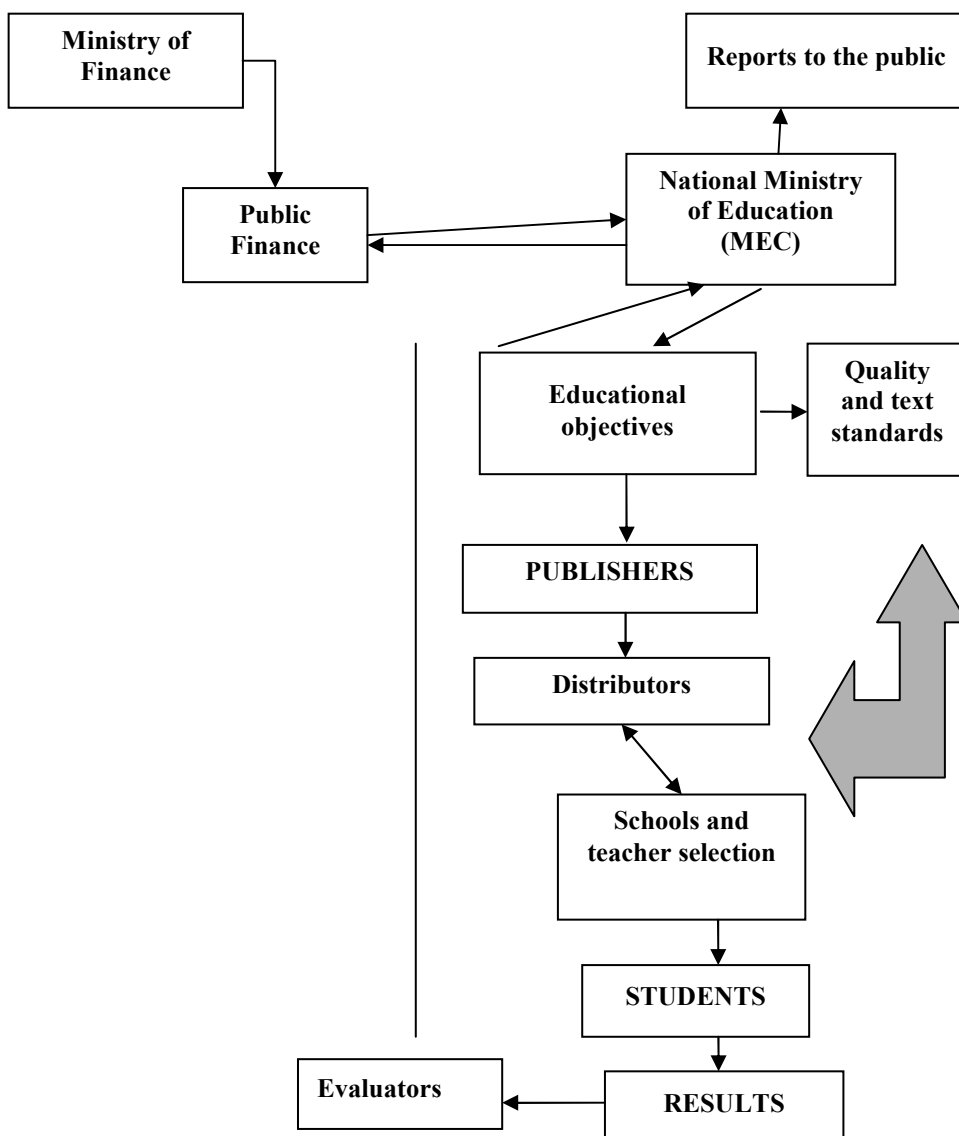 Ministry of
Finance
Reports to the public
National Ministry
of Education
(MEC)
Public
Finance
Educational
objectives
Quality
and text
standards
PUBLISHERS
Distributors
Schools and
teacher selection
STUDENTS
Evaluators
RESULTS